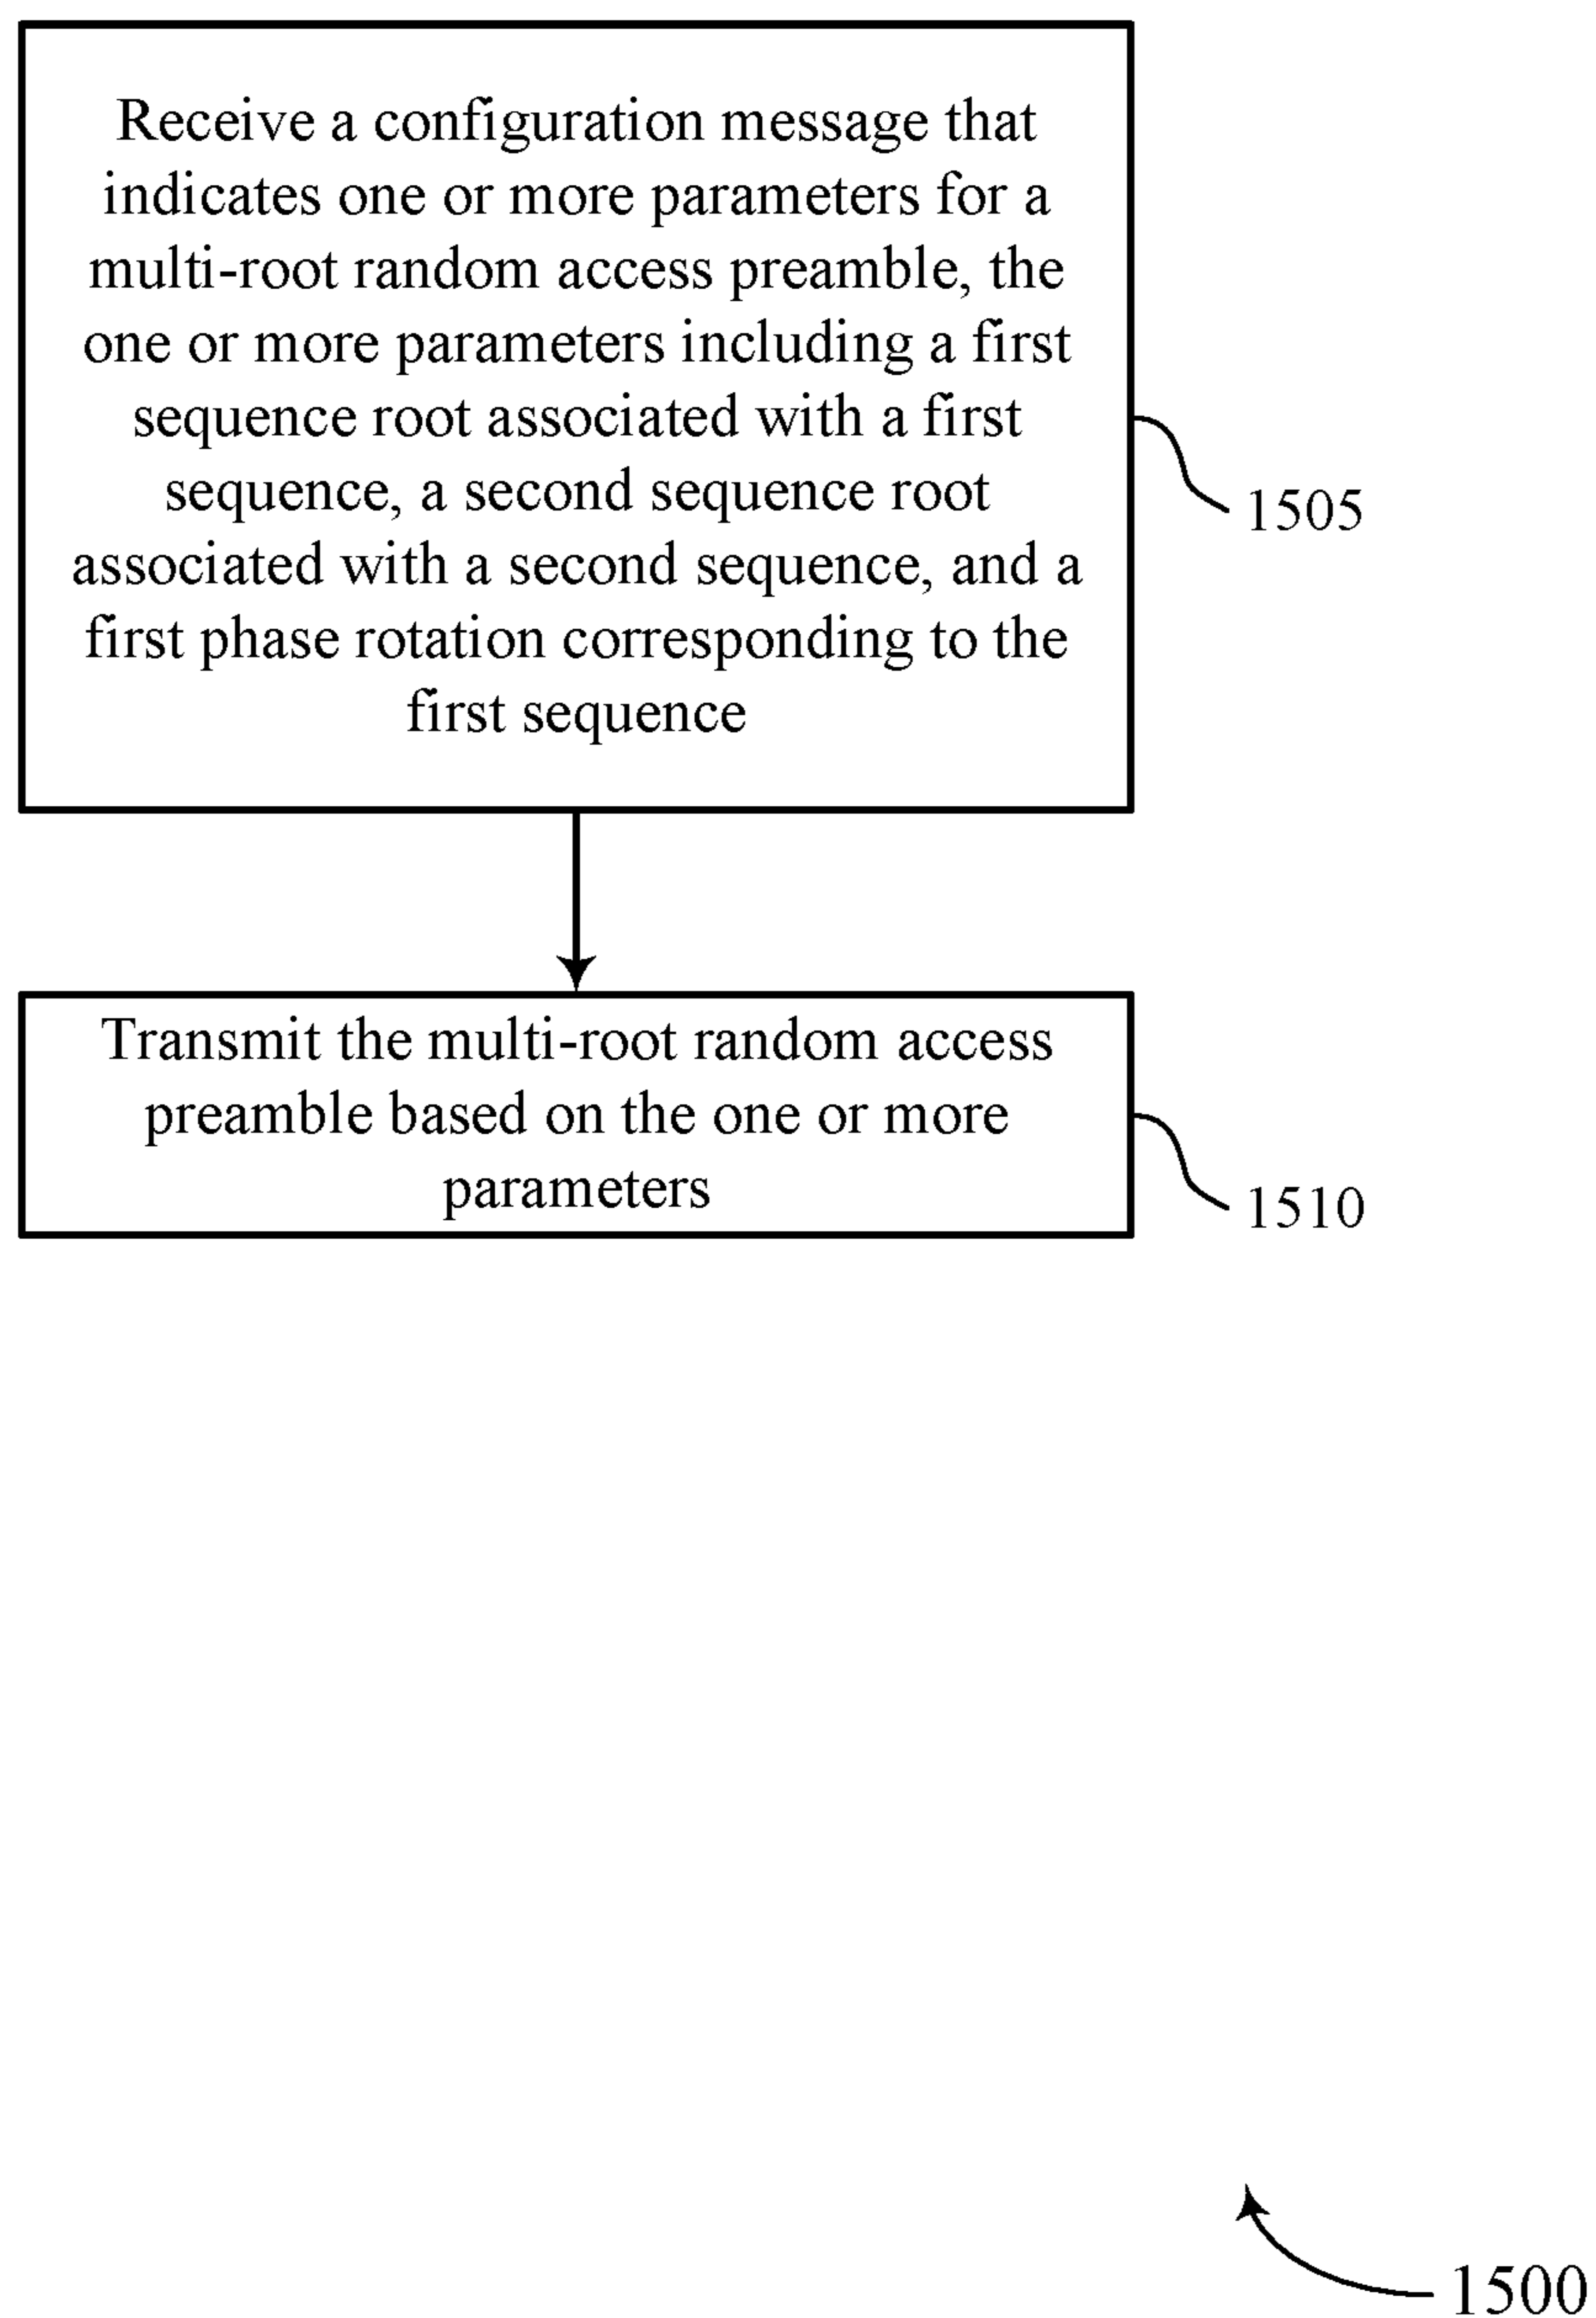 Receive a configuration message that
indicates one or more parameters for a
multi-root random access preamble, the
one or more parameters including a first
sequence root associated with a first
sequence, a second sequence root
associated with a second sequence, and a
first phase rotation corresponding to the
first sequence
1505
Transmit the multi-root random access
preamble based on the one or more
parameters
1510
1500